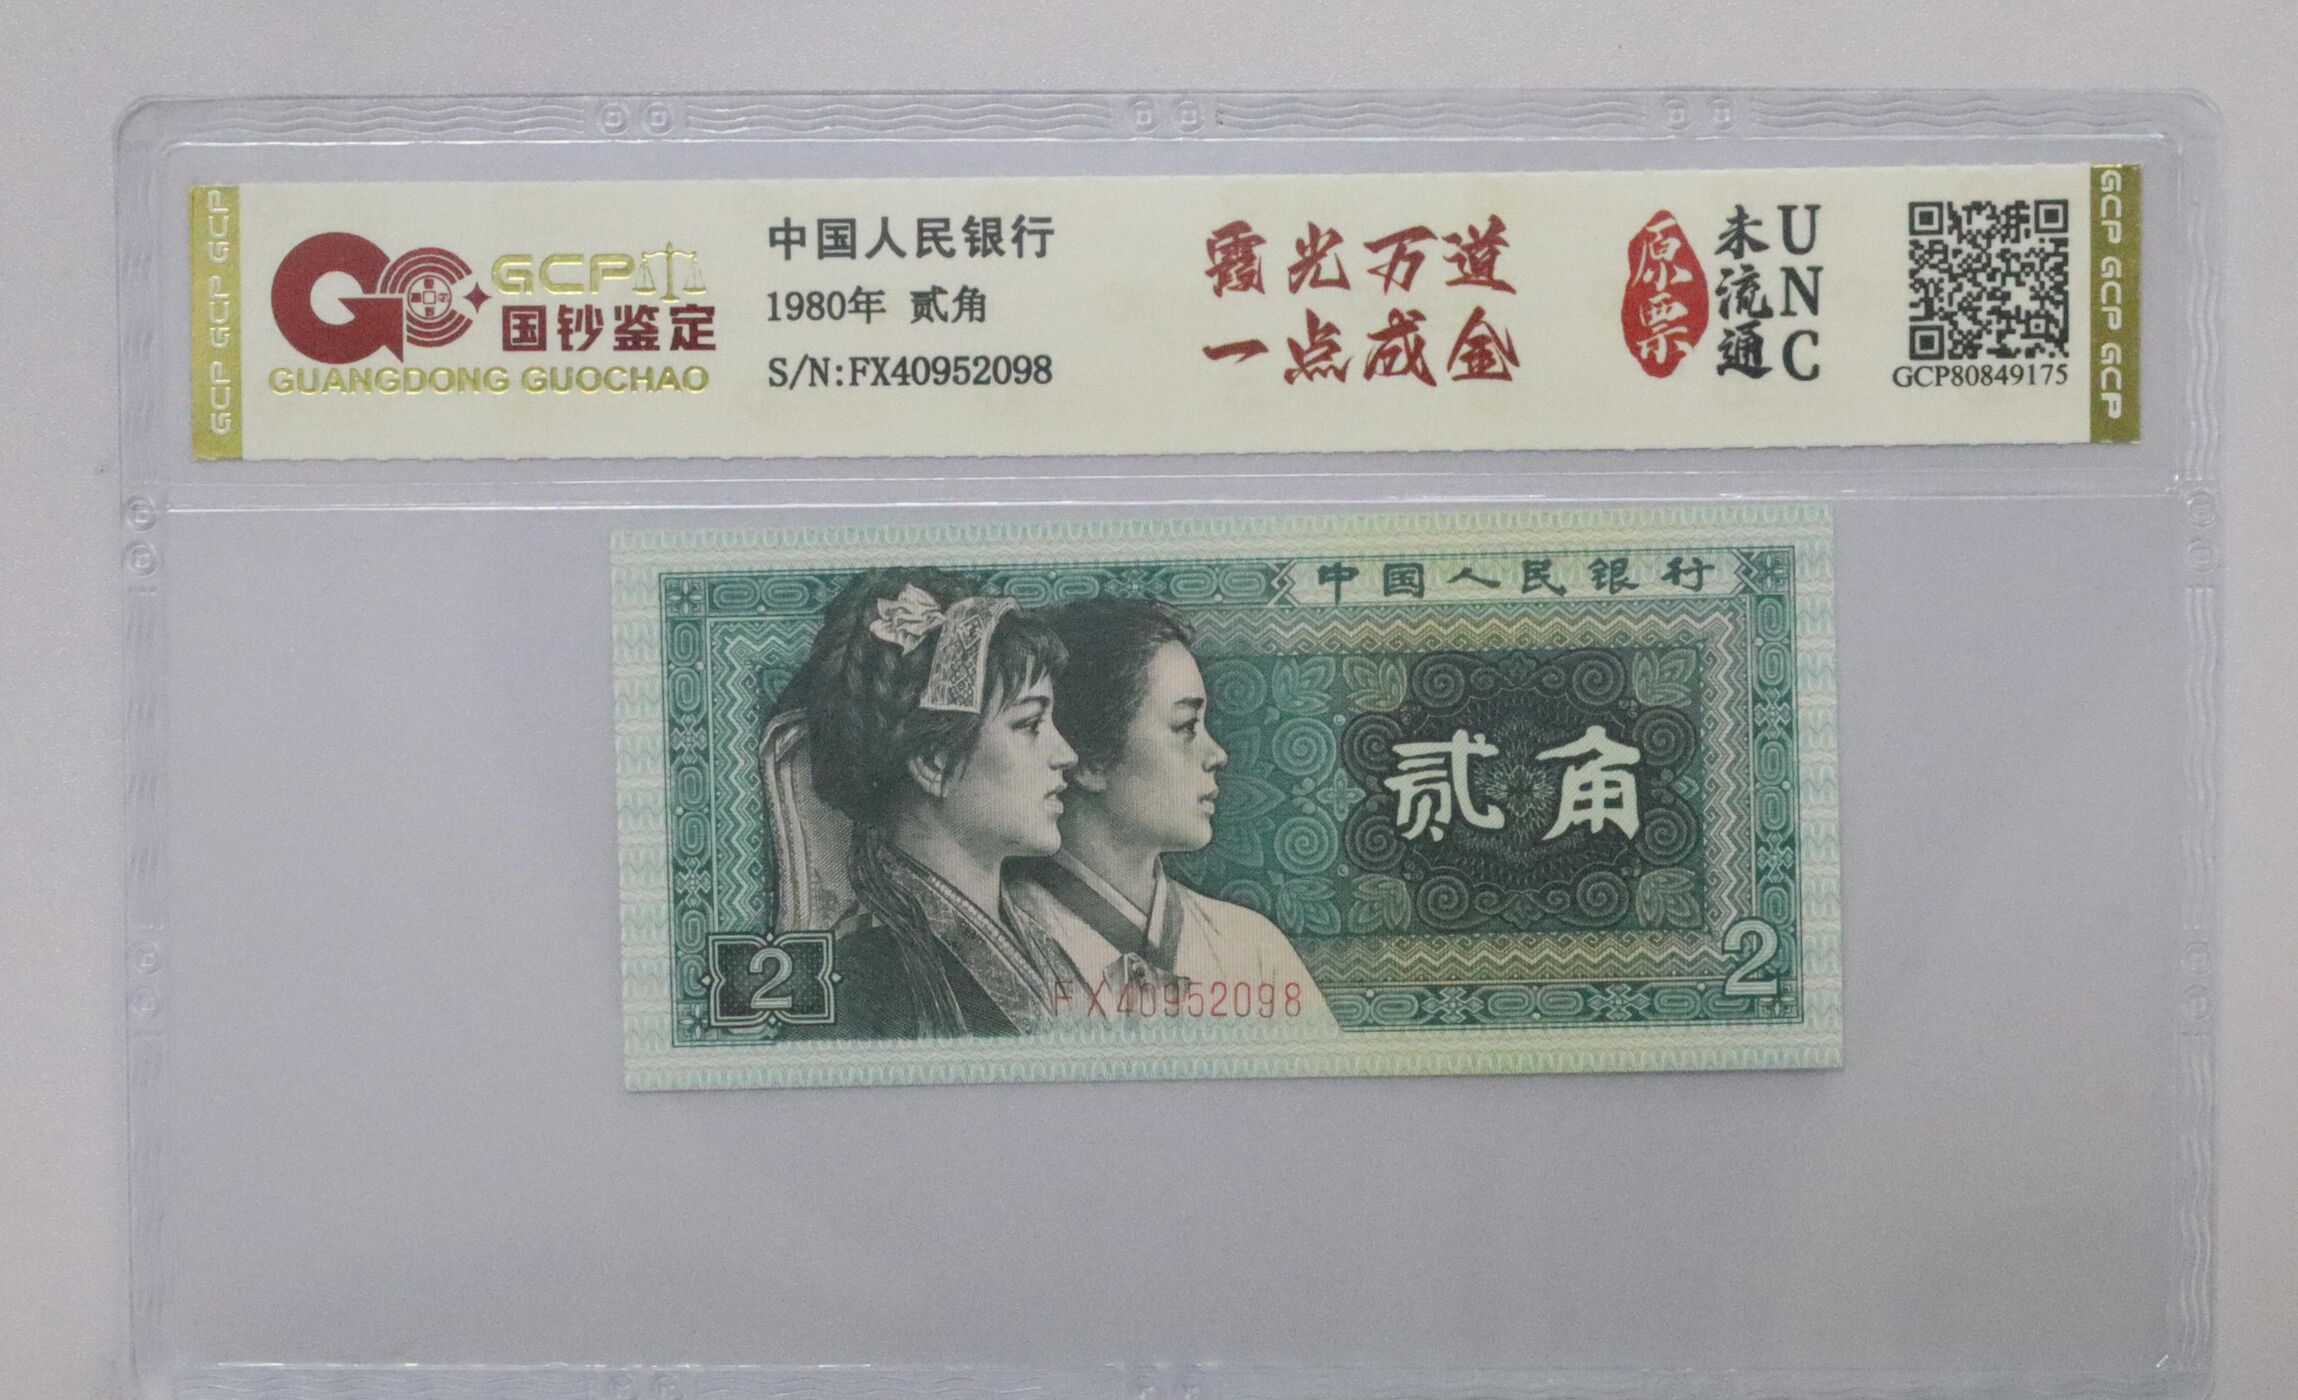 GCP GCP GCP
GCP
国钞鉴定
GUANGDONG GUOCHAO
中国人民银行
1980年 贰角
S/N:FX40952098
霞光万道
一点成金
原票
未流通
UNC
GCP80849175
GCP GCP GCP
中国人民银行
贰角
2
2
FX40952098